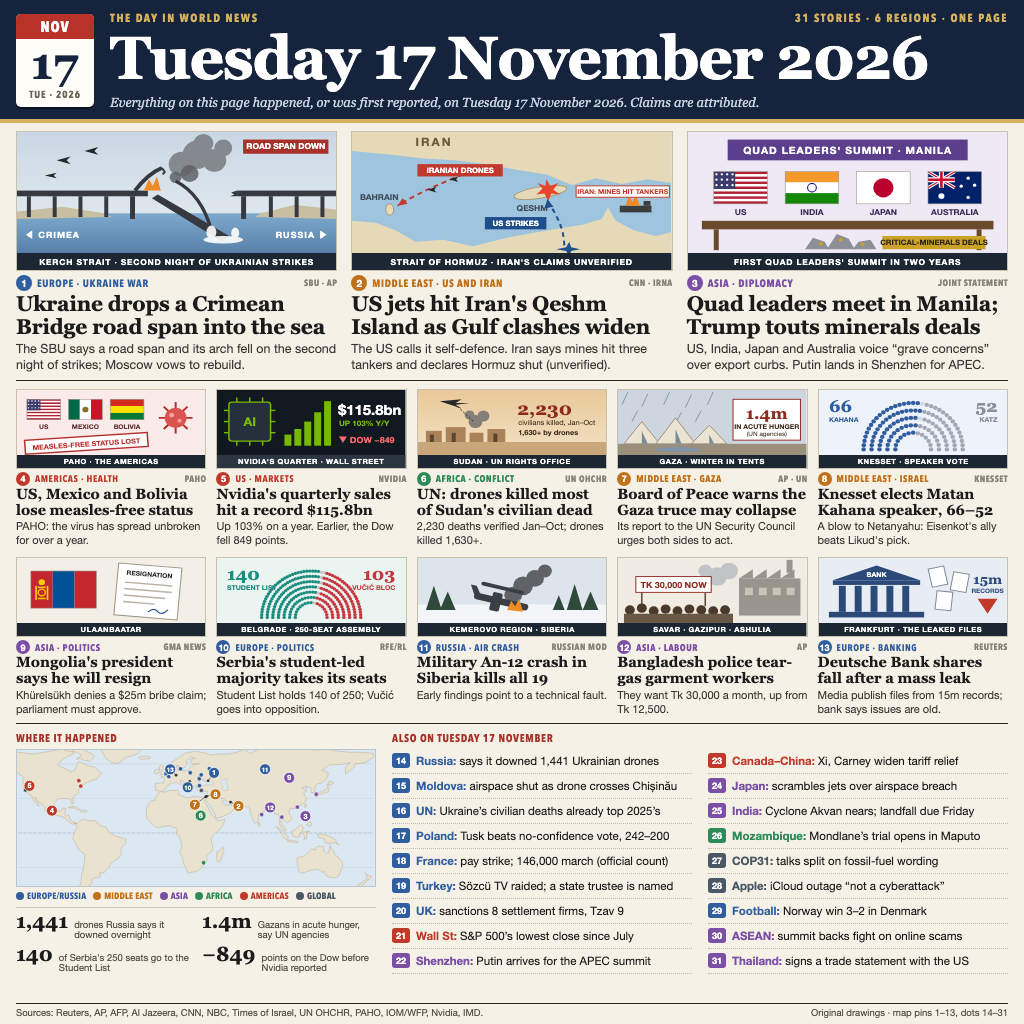 NOV
17
TUE · 2026
THE DAY IN WORLD NEWS
31 STORIES · 6 REGIONS · ONE PAGE
Tuesday 17 November 2026
Everything on this page happened, or was first reported, on Tuesday 17 November 2026. Claims are attributed.
ROAD SPAN DOWN
CRIMEA
RUSSIA
KERCH STRAIT · SECOND NIGHT OF UKRAINIAN STRIKES
1 EUROPE · UKRAINE WAR
SBU · AP
Ukraine drops a Crimean
Bridge road span into the sea
The SBU says a road span and its arch fell on the second
night of strikes; Moscow vows to rebuild.
IRAN
IRANIAN DRONES
BAHRAIN
QESHM
IRAN: MINES HIT TANKERS
US STRIKES
STRAIT OF HORMUZ · IRAN'S CLAIMS UNVERIFIED
2 MIDDLE EAST · US AND IRAN
CNN · IRNA
US jets hit Iran's Qeshm
Island as Gulf clashes widen
The US calls it self-defence. Iran says mines hit three
tankers and declares Hormuz shut (unverified).
QUAD LEADERS' SUMMIT · MANILA
US
INDIA
JAPAN
AUSTRALIA
CRITICAL-MINERALS DEALS
FIRST QUAD LEADERS' SUMMIT IN TWO YEARS
3 ASIA · DIPLOMACY
JOINT STATEMENT
Quad leaders meet in Manila;
Trump touts minerals deals
US, India, Japan and Australia voice “grave concerns”
over export curbs. Putin lands in Shenzhen for APEC.
US
MEXICO
BOLIVIA
MEASLES-FREE STATUS LOST
PAHO · THE AMERICAS
4 AMERICAS · HEALTH
PAHO
US, Mexico and Bolivia
lose measles-free status
PAHO: the virus has spread unbroken
for over a year.
AI
$115.8bn
UP 103% Y/Y
▼ DOW −849
NVIDIA'S QUARTER · WALL STREET
5 US · MARKETS
NVIDIA
Nvidia's quarterly sales
hit a record $115.8bn
Up 103% on a year. Earlier, the Dow
fell 849 points.
2,230
civilians killed, Jan–Oct
1,630+ by drones
SUDAN · UN RIGHTS OFFICE
6 AFRICA · CONFLICT
UN OHCHR
UN: drones killed most
of Sudan's civilian dead
2,230 deaths verified Jan–Oct; drones
killed 1,630+.
1.4m
IN ACUTE HUNGER
(UN agencies)
GAZA · WINTER IN TENTS
7 MIDDLE EAST · GAZA
AP · UN
Board of Peace warns the
Gaza truce may collapse
Its report to the UN Security Council
urges both sides to act.
66
KAHANA
52
KATZ
KNESSET · SPEAKER VOTE
8 MIDDLE EAST · ISRAEL
KNESSET
Knesset elects Matan
Kahana speaker, 66–52
A blow to Netanyahu: Eisenkot's ally
beats Likud's pick.
RESIGNATION
ULAANBAATAR
9 ASIA · POLITICS
GMA NEWS
Mongolia's president
says he will resign
Khürelsükh denies a $25m bribe claim;
parliament must approve.
140
STUDENT LIST
103
VUČIĆ BLOC
BELGRADE · 250-SEAT ASSEMBLY
10 EUROPE · POLITICS
RFE/RL
Serbia's student-led
majority takes its seats
Student List holds 140 of 250; Vučić
goes into opposition.
KEMEROVO REGION · SIBERIA
11 RUSSIA · AIR CRASH
RUSSIAN MOD
Military An-12 crash in
Siberia kills all 19
Early findings point to a technical fault.
TK 30,000 NOW
SAVAR · GAZIPUR · ASHULIA
12 ASIA · LABOUR
AP
Bangladesh police tear-
gas garment workers
They want Tk 30,000 a month, up from
Tk 12,500.
BANK
15m
RECORDS
FRANKFURT · THE LEAKED FILES
13 EUROPE · BANKING
REUTERS
Deutsche Bank shares
fall after a mass leak
Media publish files from 15m records;
bank says issues are old.
WHERE IT HAPPENED
5
4
13
1
10
11
9
7
8
2
6
12
3
EUROPE/RUSSIA
MIDDLE EAST
ASIA
AFRICA
AMERICAS
GLOBAL
1,441 drones Russia says it
downed overnight
1.4m Gazans in acute hunger,
say UN agencies
140 of Serbia's 250 seats go to the
Student List
−849 points on the Dow before
Nvidia reported
ALSO ON TUESDAY 17 NOVEMBER
14 Russia: says it downed 1,441 Ukrainian drones
15 Moldova: airspace shut as drone crosses Chișinău
16 UN: Ukraine's civilian deaths already top 2025's
17 Poland: Tusk beats no-confidence vote, 242–200
18 France: pay strike; 146,000 march (official count)
19 Turkey: Sözcü TV raided; a state trustee is named
20 UK: sanctions 8 settlement firms, Tzav 9
21 Wall St: S&P 500's lowest close since July
22 Shenzhen: Putin arrives for the APEC summit
23 Canada–China: Xi, Carney widen tariff relief
24 Japan: scrambles jets over airspace breach
25 India: Cyclone Akvan nears; landfall due Friday
26 Mozambique: Mondlane's trial opens in Maputo
27 COP31: talks split on fossil-fuel wording
28 Apple: iCloud outage “not a cyberattack”
29 Football: Norway win 3–2 in Denmark
30 ASEAN: summit backs fight on online scams
31 Thailand: signs a trade statement with the US
Sources: Reuters, AP, AFP, Al Jazeera, CNN, NBC, Times of Israel, UN OHCHR, PAHO, IOM/WFP, Nvidia, IMD.
Original drawings · map pins 1–13, dots 14–31